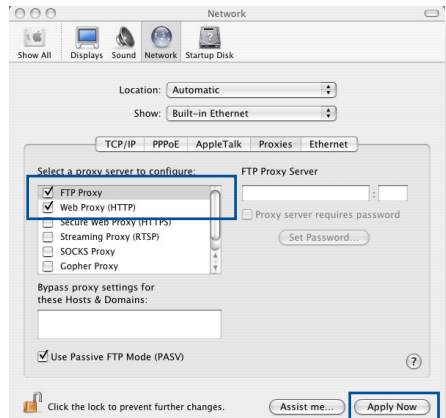 Network
Show All Displays Sound Network Startup Disk
Location: Automatic
Show: Built-in Ethernet
TCP/IP PPPoE AppleTalk Proxies Ethernet
Select a proxy server to configure:
FTP Proxy
Web Proxy (HTTP)
Secure Web Proxy (HTTPS)
Streaming Proxy (RTSP)
SOCKS Proxy
Gopher Proxy
FTP Proxy Server
:
Proxy server requires password
Set Password...
Bypass proxy settings for
these Hosts & Domains:
Use Passive FTP Mode (PASV)
?
Click the lock to prevent further changes.
Assist me... Apply Now